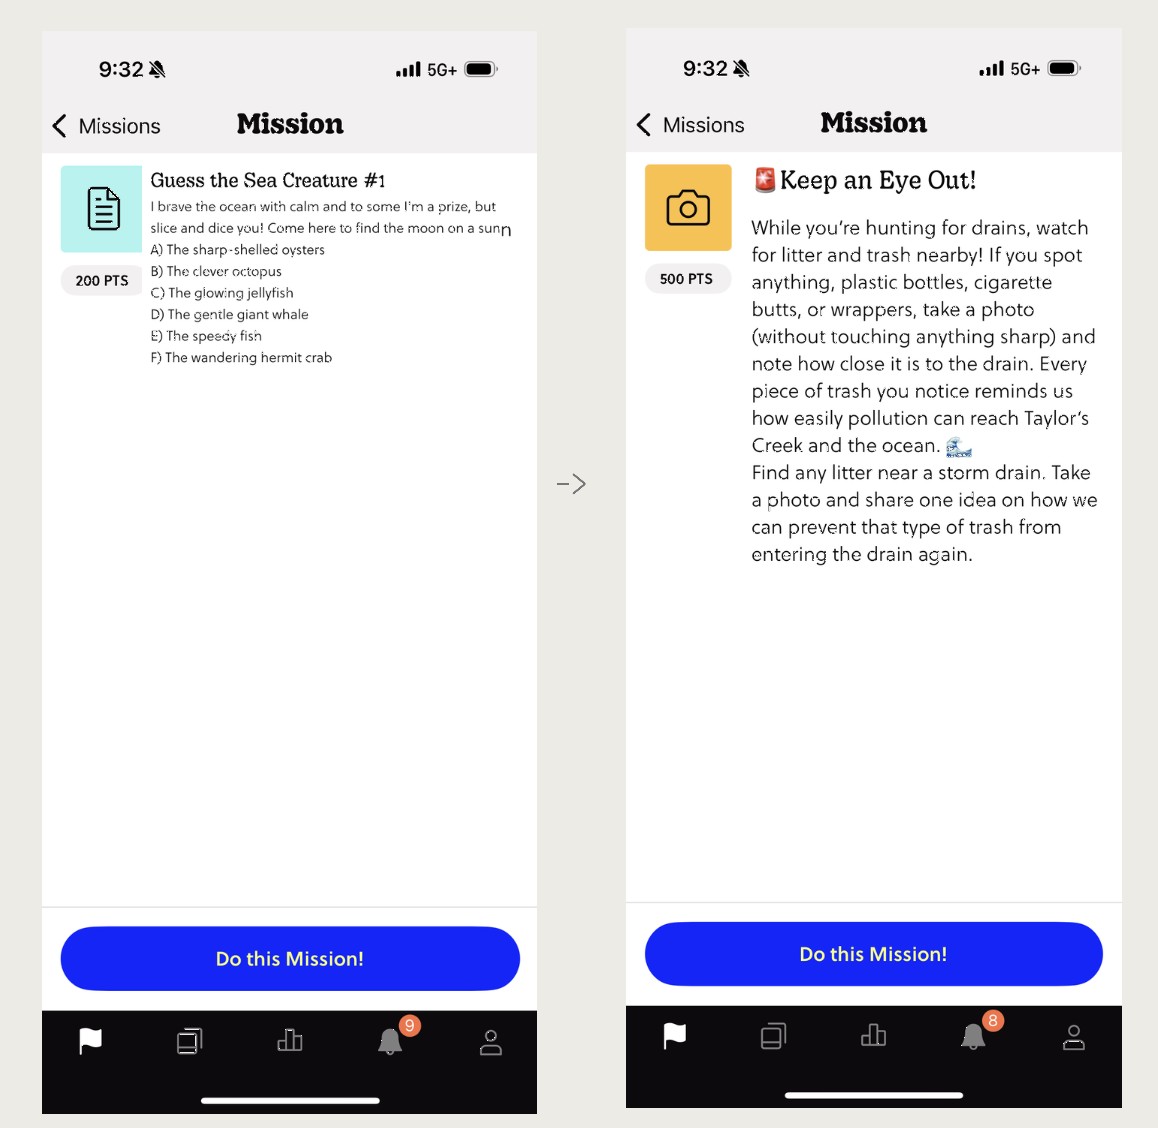 9:32
5G+
Missions
Mission
Guess the Sea Creature #1
I brave the ocean with calm and to some I'm a prize, but
slice and dice you! Come here to find the moon on a sunn
A) The sharp-shelled oysters
B) The clever octopus
C) The glowing jellyfish
D) The gentle giant whale
E) The speedy fish
F) The wandering hermit crab
200 PTS
Do this Mission!
9
->
9:32
5G+
Missions
Mission
🚨Keep an Eye Out!
While you're hunting for drains, watch
for litter and trash nearby! If you spot
anything, plastic bottles, cigarette
butts, or wrappers, take a photo
(without touching anything sharp) and
note how close it is to the drain. Every
piece of trash you notice reminds us
how easily pollution can reach Taylor's
Creek and the ocean. 🌊
Find any litter near a storm drain. Take
a photo and share one idea on how we
can prevent that type of trash from
entering the drain again.
500 PTS
Do this Mission!
8